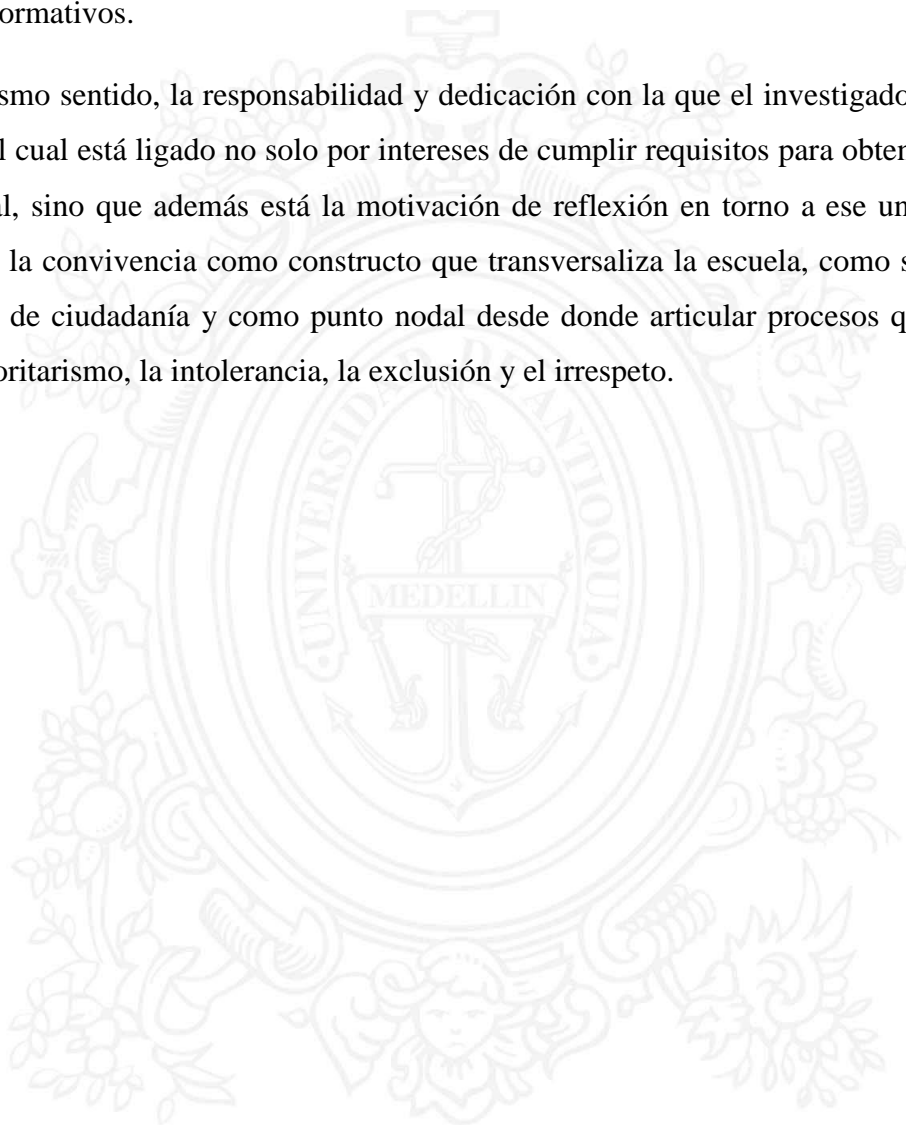 ormativos.
smo sentido, la responsabilidad y dedicación con la que el investigado
l cual está ligado no solo por intereses de cumplir requisitos para obten
al, sino que además está la motivación de reflexión en torno a ese un
la convivencia como constructo que transversaliza la escuela, como s
de ciudadanía y como punto nodal desde donde articular procesos q
oritarismo, la intolerancia, la exclusión y el irrespeto.
UNIVERSIDAD DE ANTIOQUIA
MEDELLIN